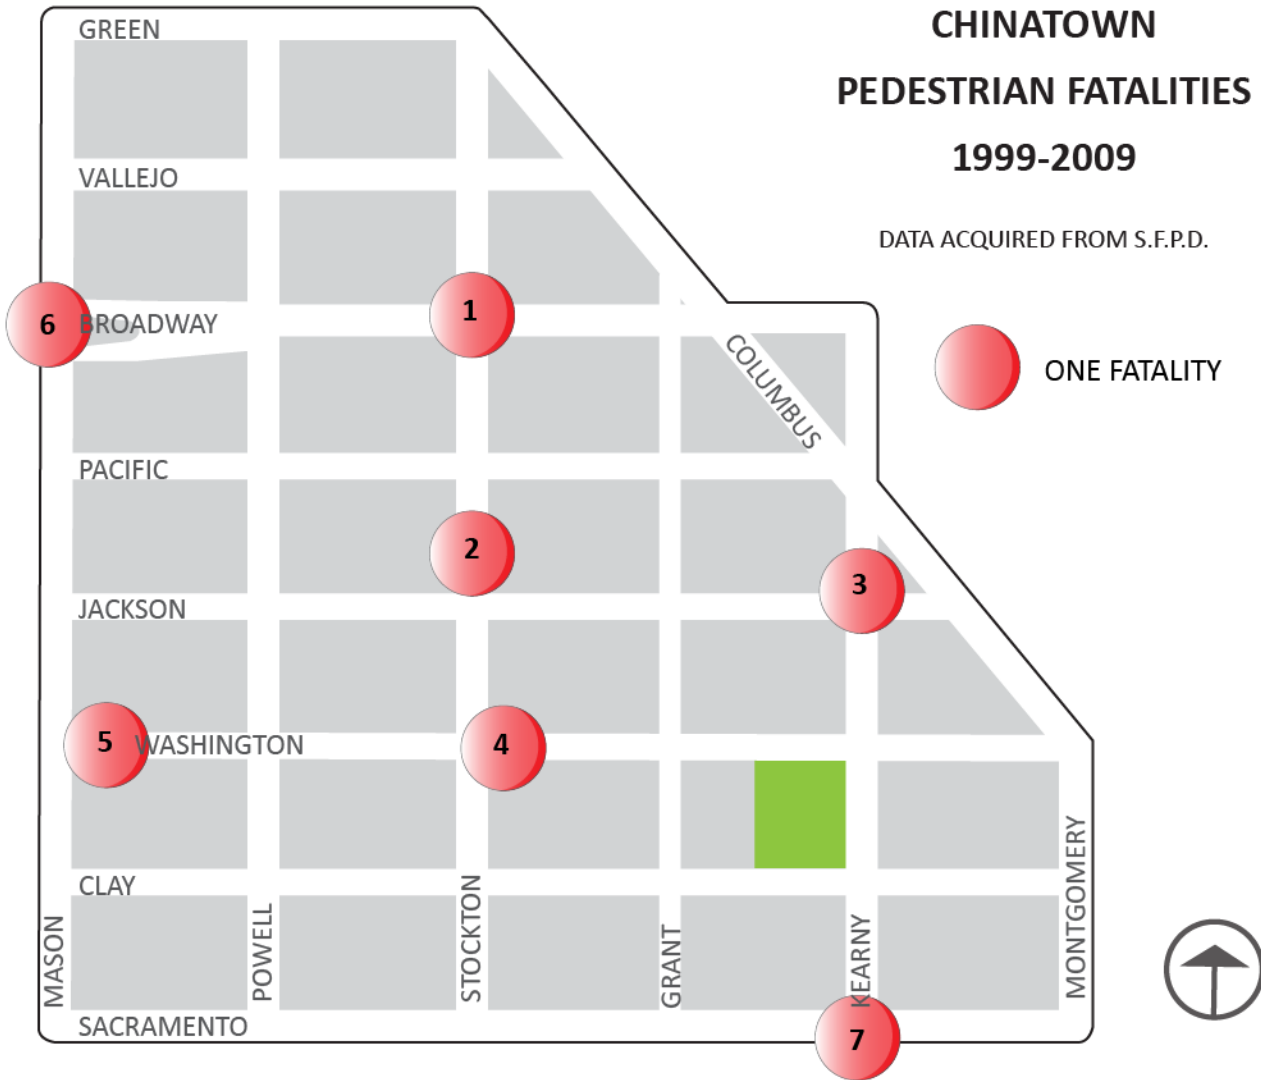 CHINATOWN
PEDESTRIAN FATALITIES
1999-2009
DATA ACQUIRED FROM S.F.P.D.
ONE FATALITY
GREEN
VALLEJO
6
BROADWAY
1
COLUMBUS
PACIFIC
2
3
JACKSON
5
WASHINGTON
4
CLAY
MASON
POWELL
STOCKTON
GRANT
KEARNY
MONTGOMERY
SACRAMENTO
7